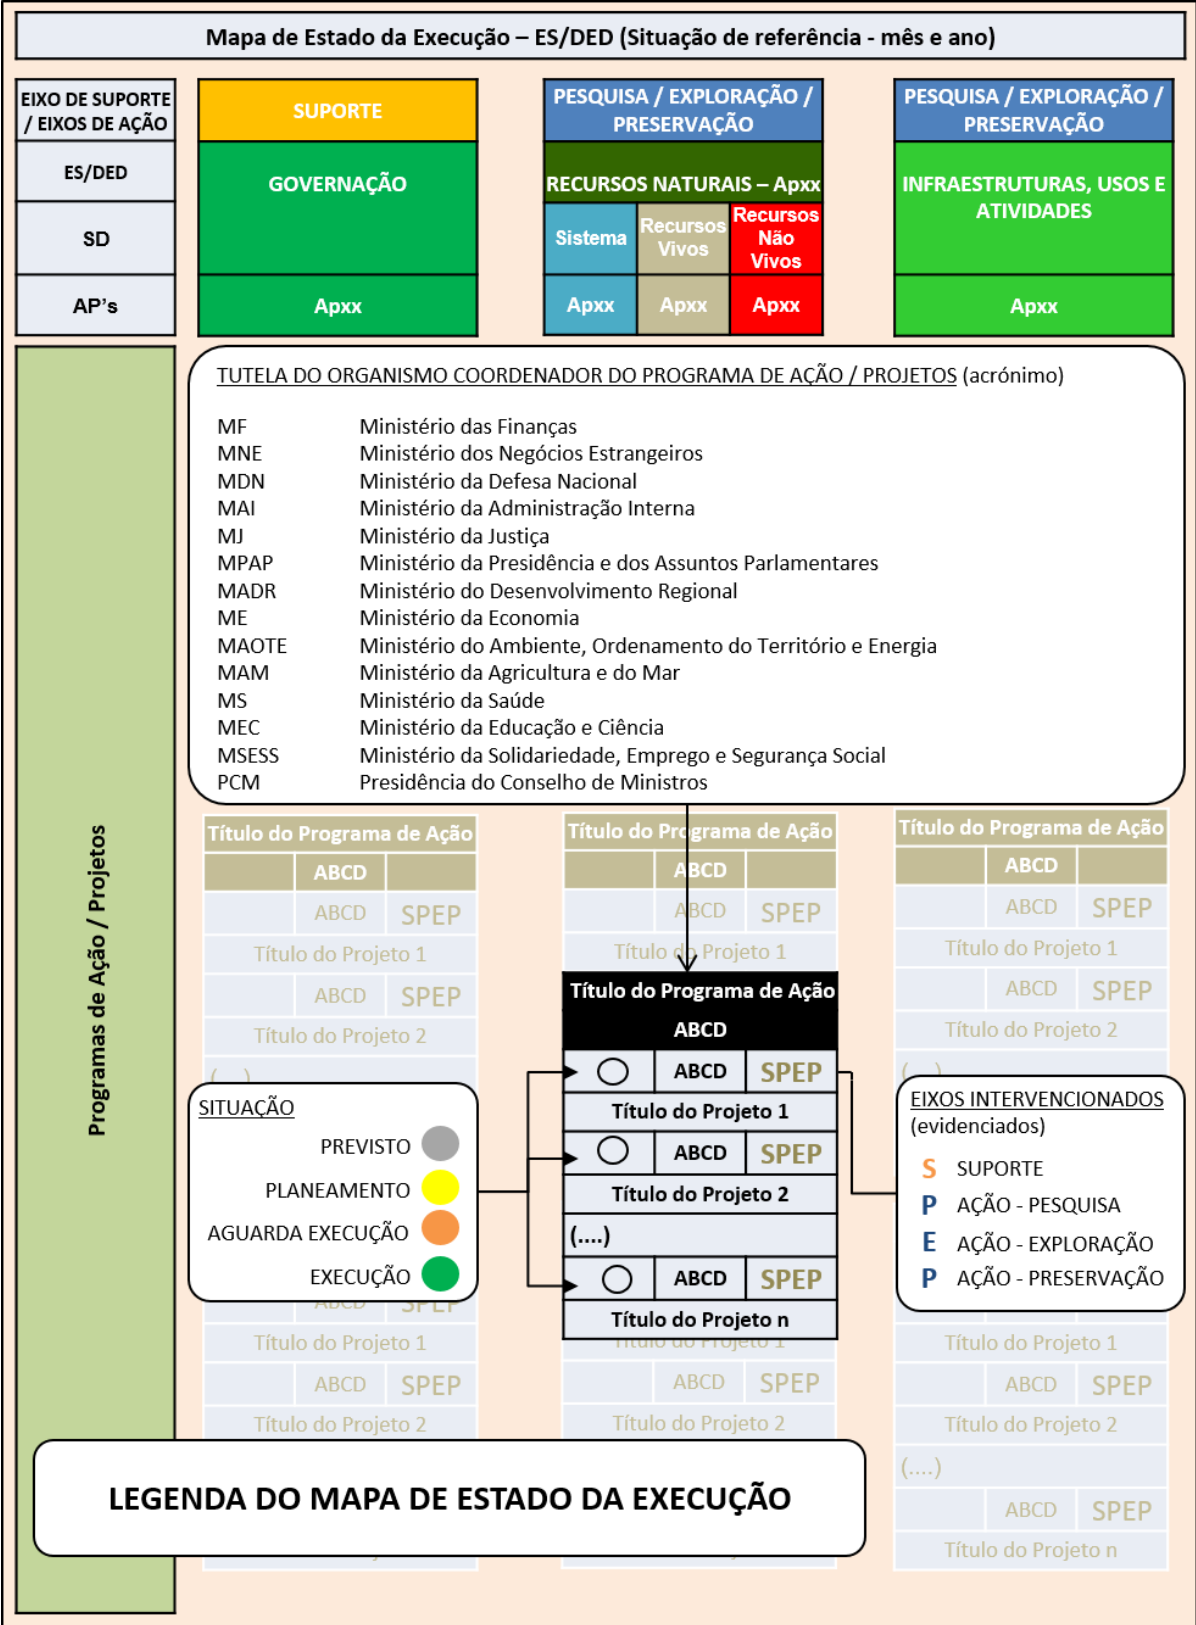 Mapa de Estado da Execução – ES/DED (Situação de referência - mês e ano)
EIXO DE SUPORTE
/ EIXOS DE AÇÃO
SUPORTE
PESQUISA / EXPLORAÇÃO /
PRESERVAÇÃO
PESQUISA / EXPLORAÇÃO /
PRESERVAÇÃO
ES/DED
GOVERNAÇÃO
RECURSOS NATURAIS – Apxx
INFRAESTRUTURAS, USOS E
ATIVIDADES
SD
Sistema
Recursos
Vivos
Recursos
Não
Vivos
AP's
Apxx
Apxx
Apxx
Apxx
Apxx
Programas de Ação / Projetos
TUTELA DO ORGANISMO COORDENADOR DO PROGRAMA DE AÇÃO / PROJETOS (acrónimo)
MF Ministério das Finanças
MNE Ministério dos Negócios Estrangeiros
MDN Ministério da Defesa Nacional
MAI Ministério da Administração Interna
MJ Ministério da Justiça
MPAP Ministério da Presidência e dos Assuntos Parlamentares
MADR Ministério do Desenvolvimento Regional
ME Ministério da Economia
MAOTE Ministério do Ambiente, Ordenamento do Território e Energia
MAM Ministério da Agricultura e do Mar
MS Ministério da Saúde
MEC Ministério da Educação e Ciência
MSESS Ministério da Solidariedade, Emprego e Segurança Social
PCM Presidência do Conselho de Ministros
Título do Programa de Ação
ABCD
ABCD SPEP
Título do Projeto 1
ABCD SPEP
Título do Projeto 2
(....)
Título do Programa de Ação
ABCD
ABCD SPEP
Título do Projeto 1
Título do Programa de Ação
ABCD
ABCD SPEP
Título do Projeto 1
ABCD SPEP
Título do Projeto 2
(....)
Título do Programa de Ação
ABCD
ABCD SPEP
Título do Projeto 1
ABCD SPEP
Título do Projeto 2
(....)
ABCD SPEP
Título do Projeto n
SITUAÇÃO
PREVISTO
PLANEAMENTO
AGUARDA EXECUÇÃO
EXECUÇÃO
EIXOS INTERVENCIONADOS
(evidenciados)
S SUPORTE
P AÇÃO - PESQUISA
E AÇÃO - EXPLORAÇÃO
P AÇÃO - PRESERVAÇÃO
ABCD SPEP
Título do Projeto 1
ABCD SPEP
Título do Projeto 2
Título do Projeto 1
ABCD SPEP
Título do Projeto 2
Título do Projeto 1
ABCD SPEP
Título do Projeto 2
(....)
ABCD SPEP
Título do Projeto n
LEGENDA DO MAPA DE ESTADO DA EXECUÇÃO